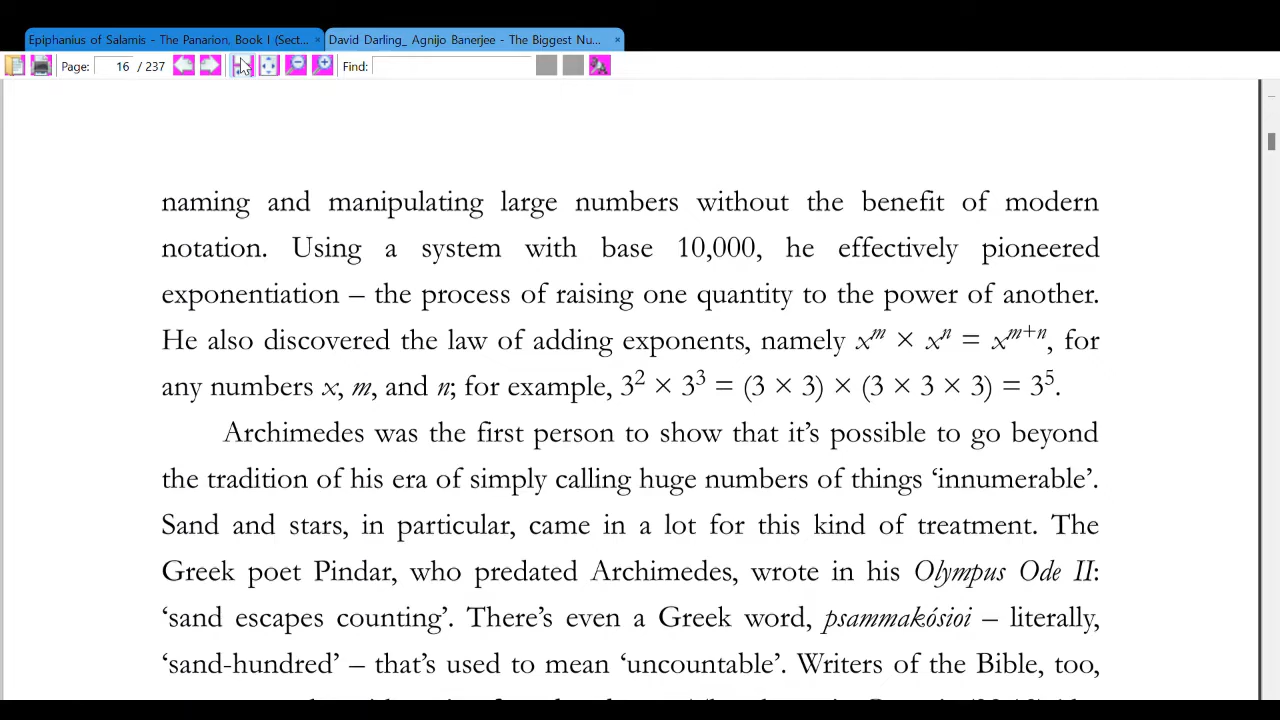 Epiphanius of Salamis - The Panarion, Book I (Sect... × David Darling_ Agnijo Banerjee - The Biggest Nu... ×
Page: 16 / 237 Find:
naming and manipulating large numbers without the benefit of modern
notation. Using a system with base 10,000, he effectively pioneered
exponentiation – the process of raising one quantity to the power of another.
He also discovered the law of adding exponents, namely xᵐ × xⁿ = xᵐ⁺ⁿ, for
any numbers x, m, and n; for example, 3² × 3³ = (3 × 3) × (3 × 3 × 3) = 3⁵.
Archimedes was the first person to show that it’s possible to go beyond
the tradition of his era of simply calling huge numbers of things ‘innumerable’.
Sand and stars, in particular, came in a lot for this kind of treatment. The
Greek poet Pindar, who predated Archimedes, wrote in his Olympus Ode II:
‘sand escapes counting’. There’s even a Greek word, psammakósioi – literally,
‘sand-hundred’ – that’s used to mean ‘uncountable’. Writers of the Bible, too,